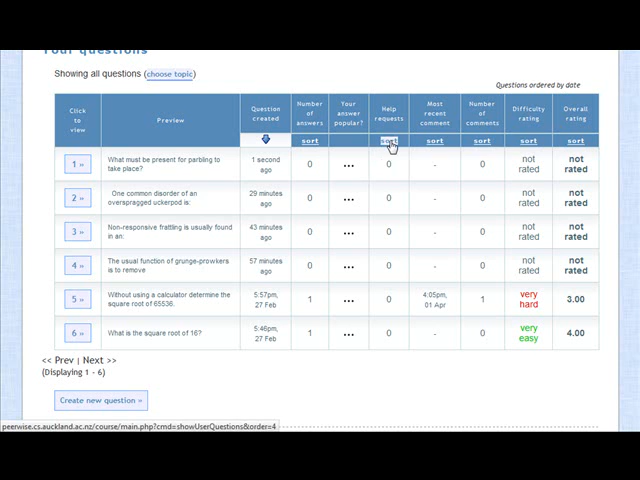 Your questions
Showing all questions (choose topic)
Questions ordered by date
Click to view Preview Question created Number of answers Your answer popular? Help requests Most recent comment Number of comments Difficulty rating Overall rating
sort sort sort sort sort sort
1 » What must be present for parbling to take place? 1 second ago 0 ... 0 - 0 not rated not rated
2 » One common disorder of an overapragged uckerpod is: 29 minutes ago 0 ... 0 - 0 not rated not rated
3 » Non-responsive frattling is usually found in an: 43 minutes ago 0 ... 0 - 0 not rated not rated
4 » The usual function of grunge-prowkers is to remove 57 minutes ago 0 ... 0 - 0 not rated not rated
5 » Without using a calculator determine the square root of 65536. 5:57pm, 27 Feb 1 ... 0 4:05pm, 01 Apr 1 very hard 3.00
6 » What is the square root of 16? 5:46pm, 27 Feb 1 ... 0 - 0 very easy 4.00
<< Prev | Next >>
(Displaying 1 - 6)
Create new question »
peerwise.cs.auckland.ac.nz/course/main.php?cmd=showUserQuestions&order=4